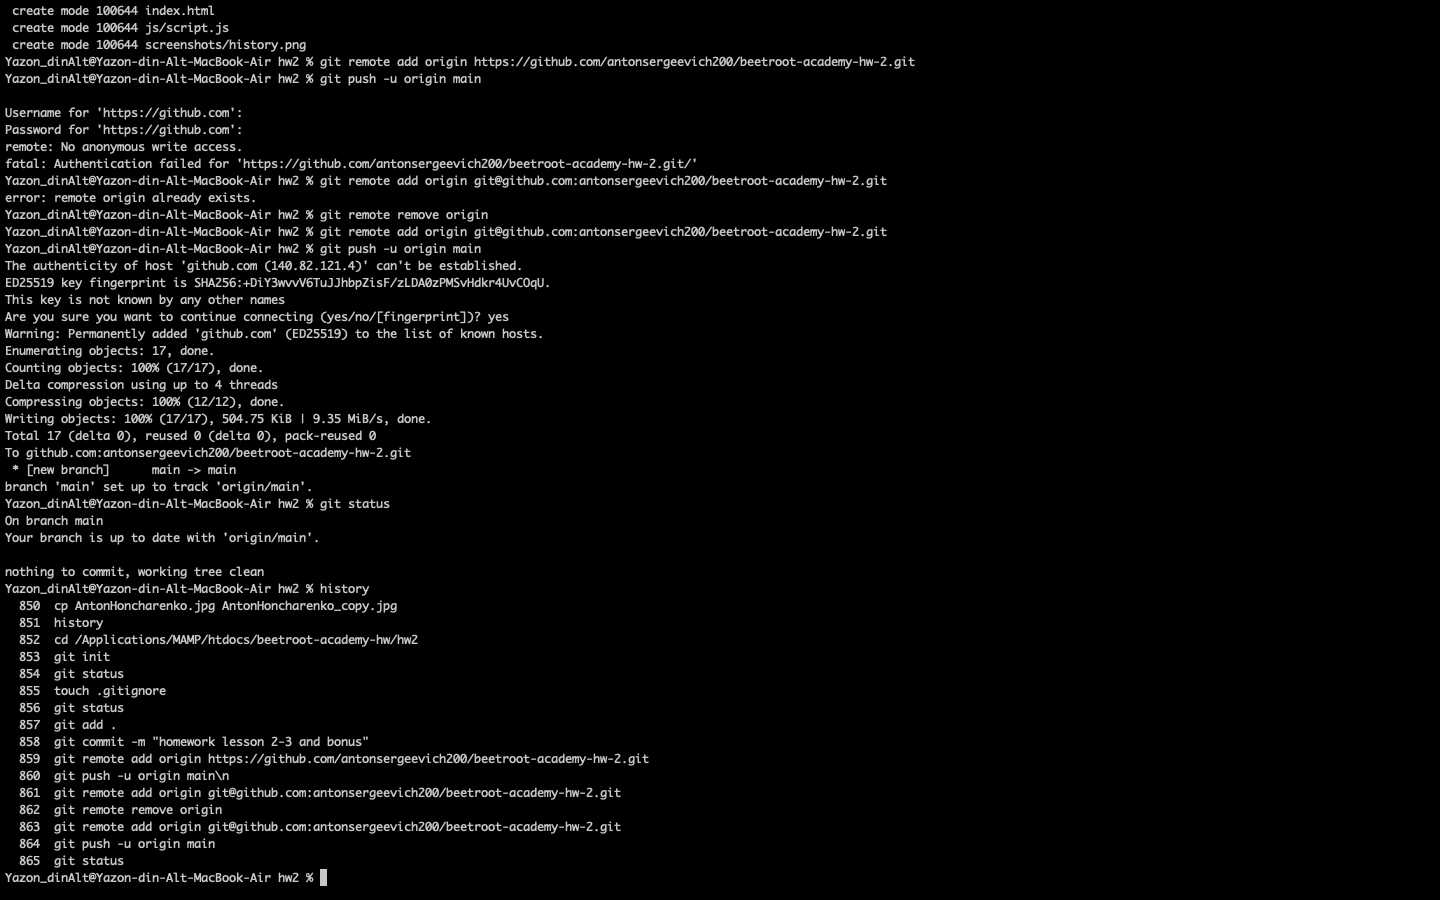 create mode 100644 index.html
create mode 100644 js/script.js
create mode 100644 screenshots/history.png
Yazon_dinAlt@Yazon-din-Alt-MacBook-Air hw2 % git remote add origin https://github.com/antonsergeevich200/beetroot-academy-hw-2.git
Yazon_dinAlt@Yazon-din-Alt-MacBook-Air hw2 % git push -u origin main
Username for 'https://github.com':
Password for 'https://github.com':
remote: No anonymous write access.
fatal: Authentication failed for 'https://github.com/antonsergeevich200/beetroot-academy-hw-2.git/'
Yazon_dinAlt@Yazon-din-Alt-MacBook-Air hw2 % git remote add origin git@github.com:antonsergeevich200/beetroot-academy-hw-2.git
error: remote origin already exists.
Yazon_dinAlt@Yazon-din-Alt-MacBook-Air hw2 % git remote remove origin
Yazon_dinAlt@Yazon-din-Alt-MacBook-Air hw2 % git remote add origin git@github.com:antonsergeevich200/beetroot-academy-hw-2.git
Yazon_dinAlt@Yazon-din-Alt-MacBook-Air hw2 % git push -u origin main
The authenticity of host 'github.com (140.82.121.4)' can't be established.
ED25519 key fingerprint is SHA256:+DiY3wvvV6TuJJhbpZisF/zLDA0zPMSvHdkr4UvCOqU.
This key is not known by any other names
Are you sure you want to continue connecting (yes/no/[fingerprint])? yes
Warning: Permanently added 'github.com' (ED25519) to the list of known hosts.
Enumerating objects: 17, done.
Counting objects: 100% (17/17), done.
Delta compression using up to 4 threads
Compressing objects: 100% (12/12), done.
Writing objects: 100% (17/17), 504.75 KiB | 9.35 MiB/s, done.
Total 17 (delta 0), reused 0 (delta 0), pack-reused 0
To github.com:antonsergeevich200/beetroot-academy-hw-2.git
* [new branch]      main -> main
branch 'main' set up to track 'origin/main'.
Yazon_dinAlt@Yazon-din-Alt-MacBook-Air hw2 % git status
On branch main
Your branch is up to date with 'origin/main'.
nothing to commit, working tree clean
Yazon_dinAlt@Yazon-din-Alt-MacBook-Air hw2 % history
850  cp AntonHoncharenko.jpg AntonHoncharenko_copy.jpg
851  history
852  cd /Applications/MAMP/htdocs/beetroot-academy-hw/hw2
853  git init
854  git status
855  touch .gitignore
856  git status
857  git add .
858  git commit -m "homework lesson 2-3 and bonus"
859  git remote add origin https://github.com/antonsergeevich200/beetroot-academy-hw-2.git
860  git push -u origin main\n
861  git remote add origin git@github.com:antonsergeevich200/beetroot-academy-hw-2.git
862  git remote remove origin
863  git remote add origin git@github.com:antonsergeevich200/beetroot-academy-hw-2.git
864  git push -u origin main
865  git status
Yazon_dinAlt@Yazon-din-Alt-MacBook-Air hw2 %